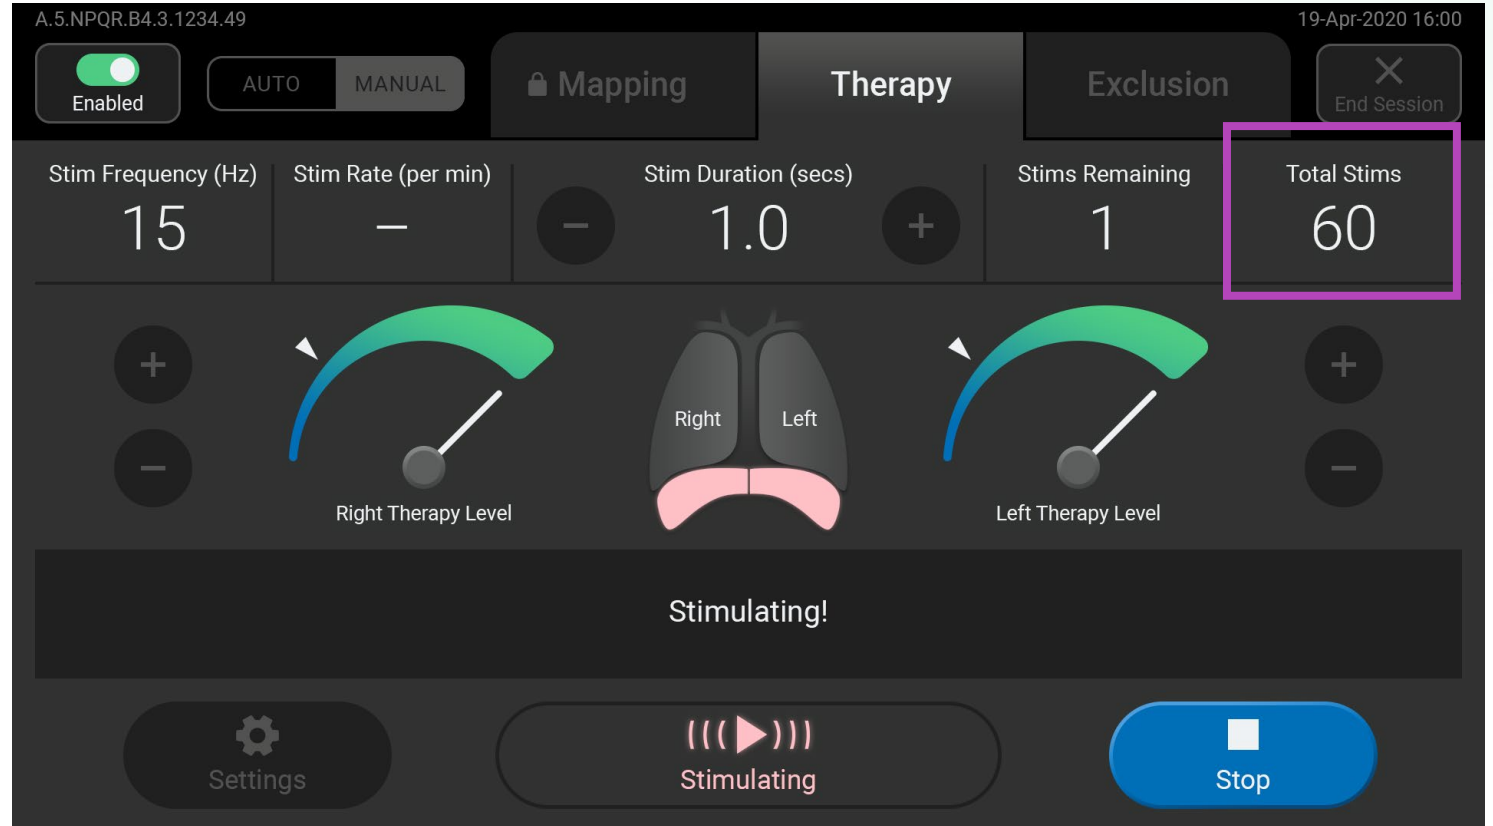 A.5.NPQR.B4.3.1234.49
19-Apr-2020 16:00
Enabled
AUTO
MANUAL
Mapping
Therapy
Exclusion
End Session
Stim Frequency (Hz)
15
Stim Rate (per min)
–
Stim Duration (secs)
− 1.0 +
Stims Remaining
1
Total Stims
60
+
−
Right Therapy Level
Right
Left
Left Therapy Level
+
−
Stimulating!
Settings
Stimulating
Stop